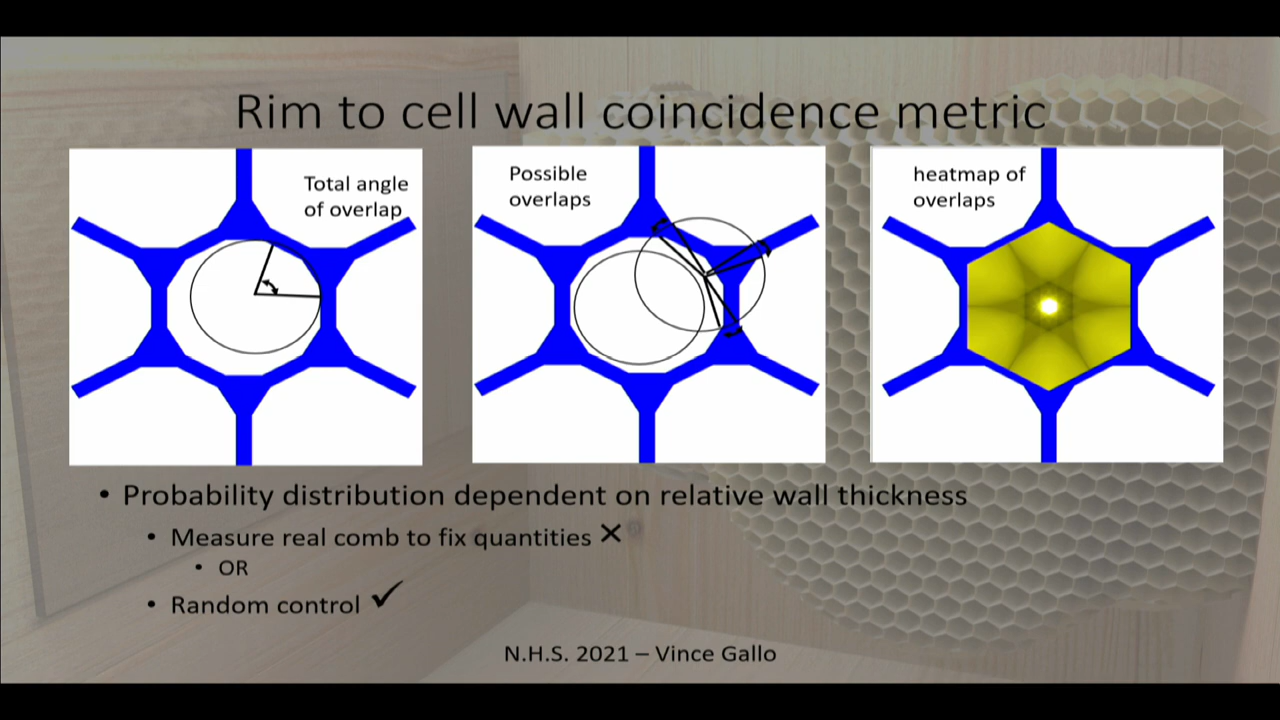 Rim to cell wall coincidence metric
Total angle
of overlap
Possible
overlaps
heatmap of
overlaps
• Probability distribution dependent on relative wall thickness
• Measure real comb to fix quantities ✕
• OR
• Random control ✓
N.H.S. 2021 – Vince Gallo